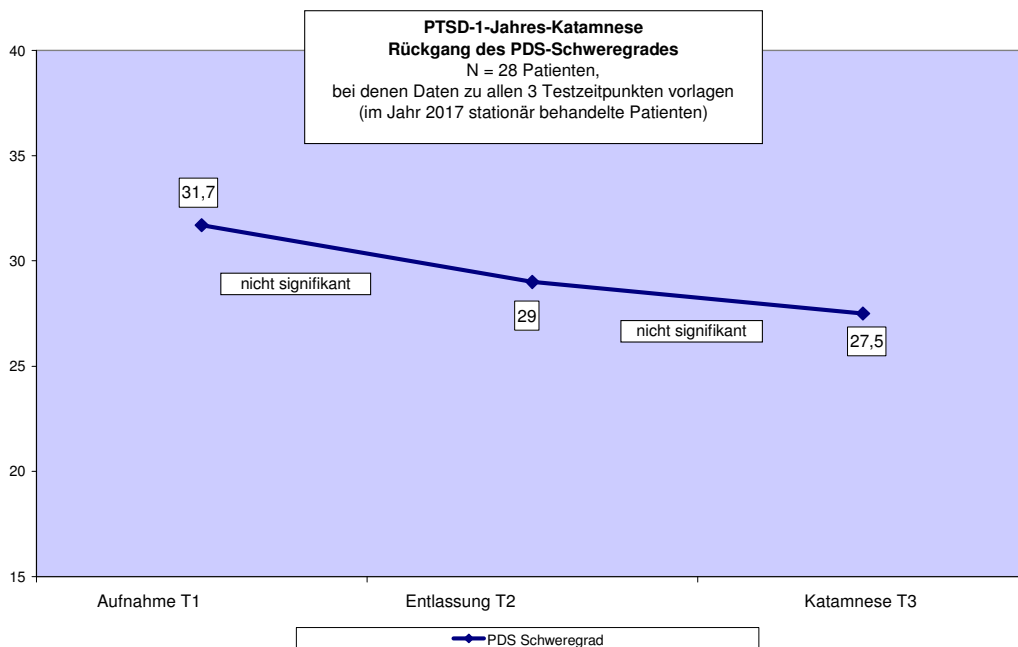 PTSD-1-Jahres-Katamnese
Rückgang des PDS-Schweregrades
N = 28 Patienten,
bei denen Daten zu allen 3 Testzeitpunkten vorlagen
(im Jahr 2017 stationär behandelte Patienten)
40
35
30
25
20
15
31,7
nicht signifikant
29
nicht signifikant
27,5
Aufnahme T1
Entlassung T2
Katamnese T3
PDS Schweregrad